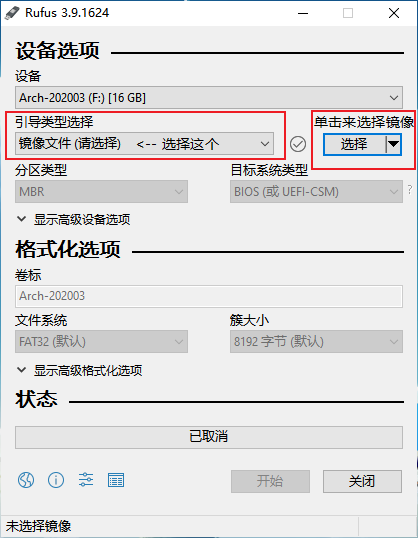 Rufus 3.9.1624
设备选项
设备
Arch-202003 (F:) [16 GB]
引导类型选择
单击来选择镜像
镜像文件 (请选择) <-- 选择这个
选择
分区类型
目标系统类型
MBR
BIOS (或 UEFI-CSM)
?
显示高级设备选项
格式化选项
卷标
Arch-202003
文件系统
簇大小
FAT32 (默认)
8192 字节 (默认)
显示高级格式化选项
状态
已取消
开始
关闭
未选择镜像